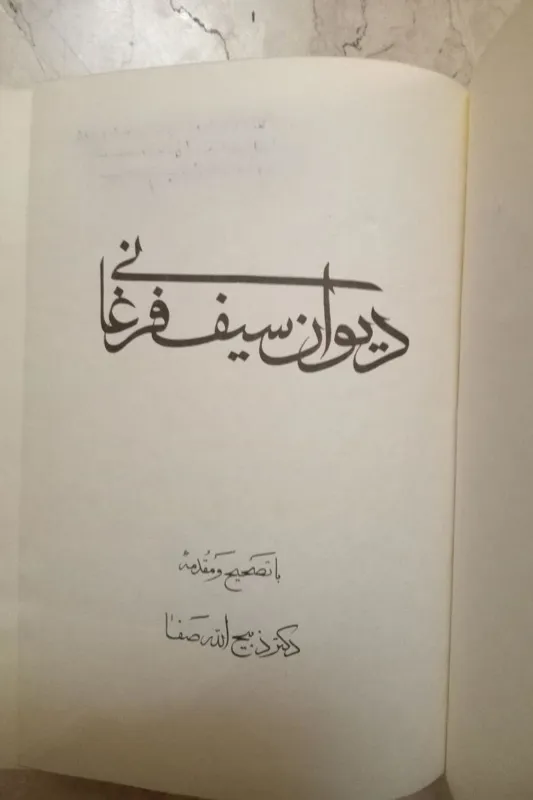 دیوان سیف فرغانی
با تصحیح و مقدمهٔ
دکتر ذبیح الله صفا